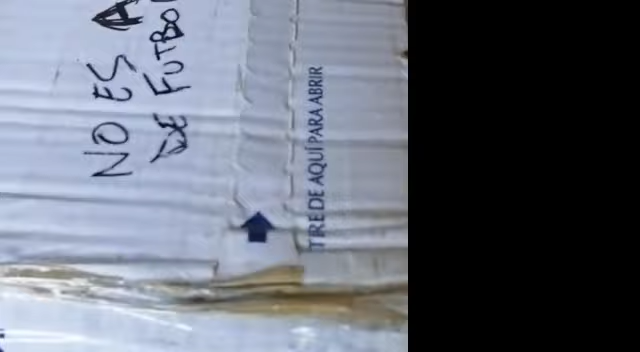 NO ES
DE FUTBO
TIRE DE AQUÍ PARA ABRIR